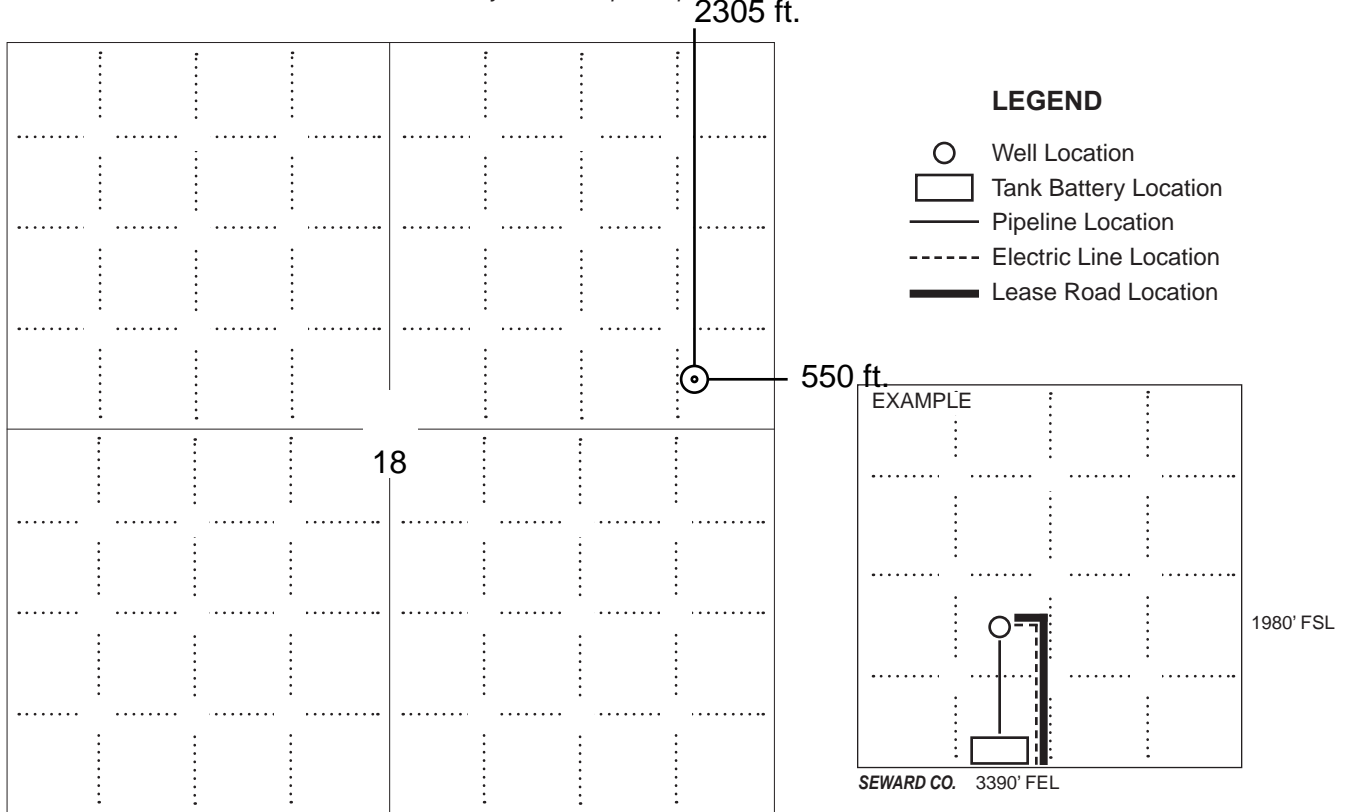 2305 ft.
LEGEND
Well Location
Tank Battery Location
Pipeline Location
Electric Line Location
Lease Road Location
550 ft.
EXAMPLE
18
1980' FSL
SEWARD CO. 3390' FEL